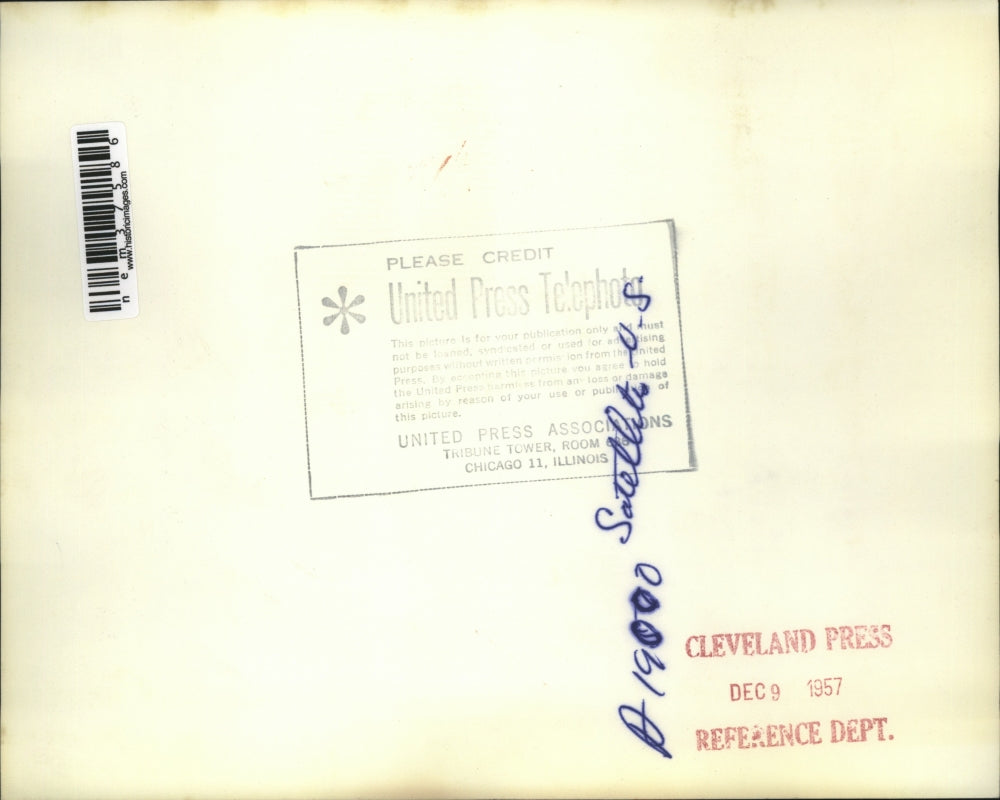 nem37586
www.historicimages.com
PLEASE CREDIT
United Press Telephoto
This picture is for your publication only and must
not be loaned, syndicated or used for advertising
purposes without written permission from the United
Press. By accepting this picture you agree to hold
the United Press harmless from any loss or damage
arising by reason of your use or publication of
this picture.
UNITED PRESS ASSOCIATIONS
TRIBUNE TOWER, ROOM
CHICAGO 11, ILLINOIS
A 19000 Satellite - U-S
CLEVELAND PRESS
DEC 9 1957
REFERENCE DEPT.